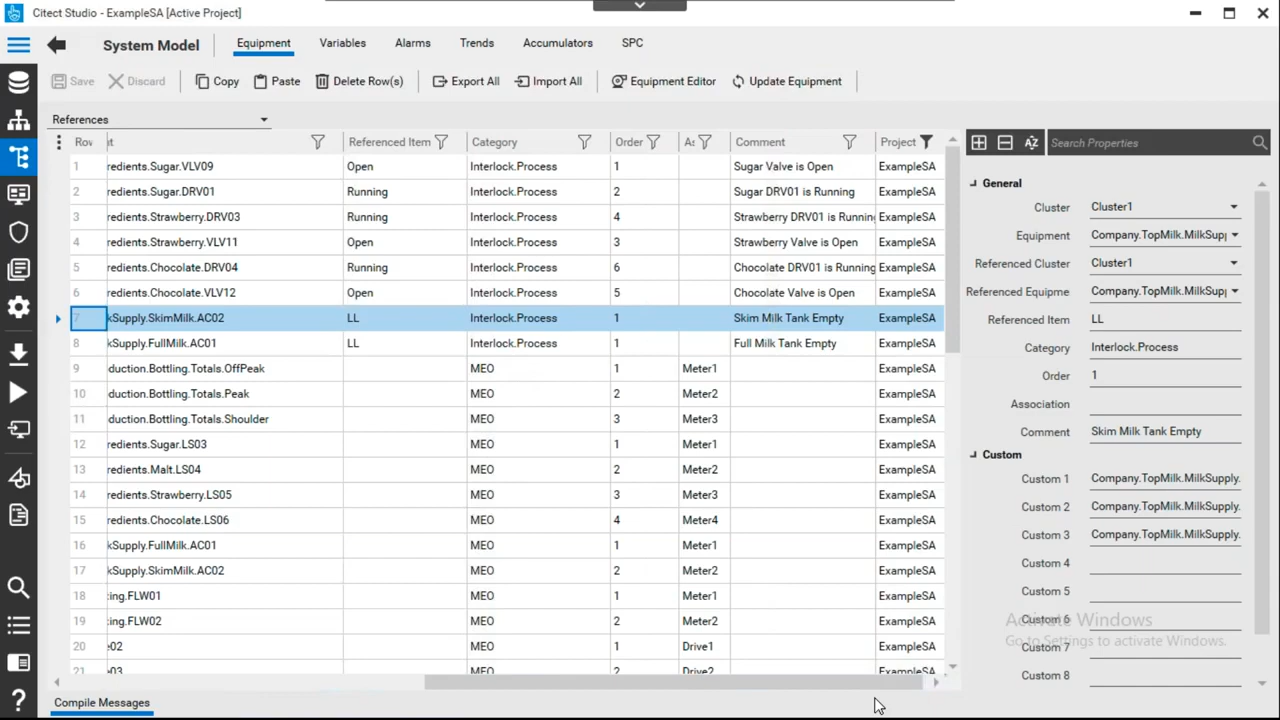 Citect Studio - ExampleSA [Active Project]
System Model Equipment Variables Alarms Trends Accumulators SPC
Save Discard Copy Paste Delete Row(s) Export All Import All Equipment Editor Update Equipment
References
Row t Referenced Item Category Order As Comment Project
1 redients.Sugar.VLV09 Open Interlock.Process 1 Sugar Valve is Open ExampleSA
2 redients.Sugar.DRV01 Running Interlock.Process 2 Sugar DRV01 is Running ExampleSA
3 redients.Strawberry.DRV03 Running Interlock.Process 4 Strawberry DRV01 is Running ExampleSA
4 redients.Strawberry.VLV11 Open Interlock.Process 3 Strawberry Valve is Open ExampleSA
5 redients.Chocolate.DRV04 Running Interlock.Process 6 Chocolate DRV01 is Running ExampleSA
6 redients.Chocolate.VLV12 Open Interlock.Process 5 Chocolate Valve is Open ExampleSA
7 kSupply.SkimMilk.AC02 LL Interlock.Process 1 Skim Milk Tank Empty ExampleSA
8 kSupply.FullMilk.AC01 LL Interlock.Process 1 Full Milk Tank Empty ExampleSA
9 duction.Bottling.Totals.OffPeak MEO 1 Meter1 ExampleSA
10 duction.Bottling.Totals.Peak MEO 2 Meter2 ExampleSA
11 duction.Bottling.Totals.Shoulder MEO 3 Meter3 ExampleSA
12 redients.Sugar.LS03 MEO 1 Meter1 ExampleSA
13 redients.Malt.LS04 MEO 2 Meter2 ExampleSA
14 redients.Strawberry.LS05 MEO 3 Meter3 ExampleSA
15 redients.Chocolate.LS06 MEO 4 Meter4 ExampleSA
16 kSupply.FullMilk.AC01 MEO 1 Meter1 ExampleSA
17 kSupply.SkimMilk.AC02 MEO 2 Meter2 ExampleSA
18 ing.FLW01 MEO 1 Meter1 ExampleSA
19 ing.FLW02 MEO 2 Meter2 ExampleSA
20 02 MEO 1 Drive1 ExampleSA
21 03 MEO 2 Drive2 ExampleSA
Search Properties
General
Cluster Cluster1
Equipment Company.TopMilk.MilkSupp
Referenced Cluster Cluster1
Referenced Equipme Company.TopMilk.MilkSupp
Referenced Item LL
Category Interlock.Process
Order 1
Association
Comment Skim Milk Tank Empty
Custom
Custom 1 Company.TopMilk.MilkSupply.
Custom 2 Company.TopMilk.MilkSupply.
Custom 3 Company.TopMilk.MilkSupply.
Custom 4
Custom 5
Custom 6
Custom 7
Custom 8
Activate Windows
Go to Settings to activate Windows.
Compile Messages